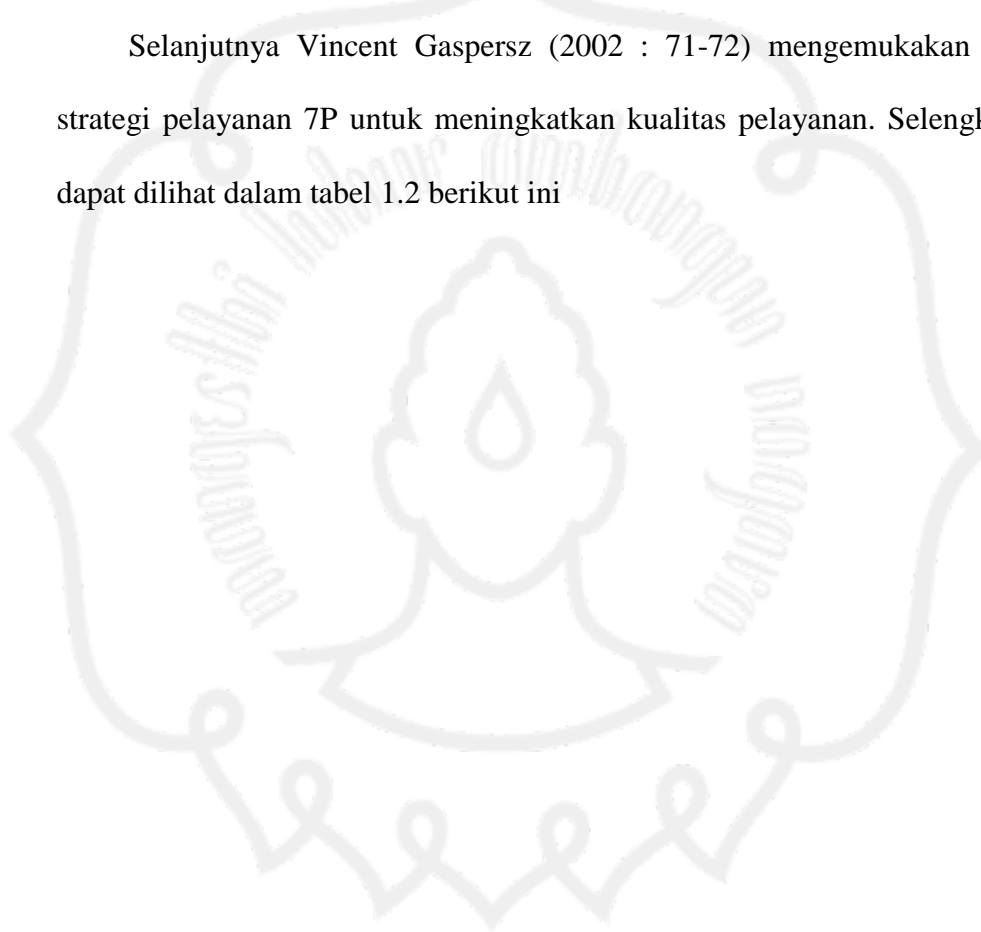 Selanjutnya Vincent Gaspersz (2002 : 71-72) mengemukakan
strategi pelayanan 7P untuk meningkatkan kualitas pelayanan.
dapat dilihat dalam tabel 1.2 berikut ini